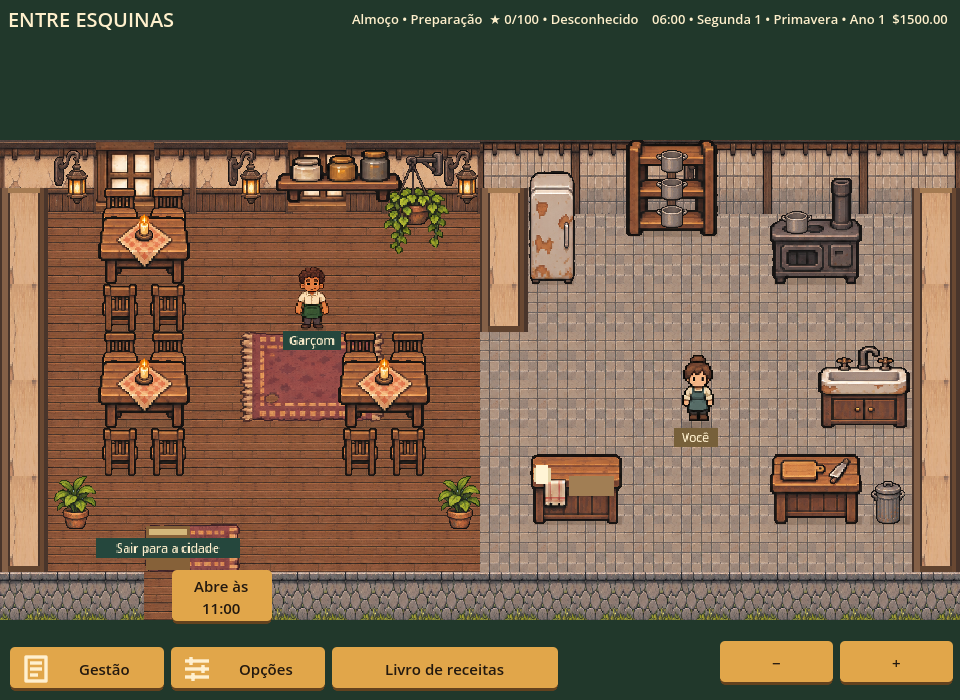 ENTRE ESQUINAS
Almoço • Preparação ★ 0/100 • Desconhecido 06:00 • Segunda 1 • Primavera • Ano 1 $1500.00
Garçom
Você
Sair para a cidade
Abre às
11:00
Gestão
Opções
Livro de receitas
−
+